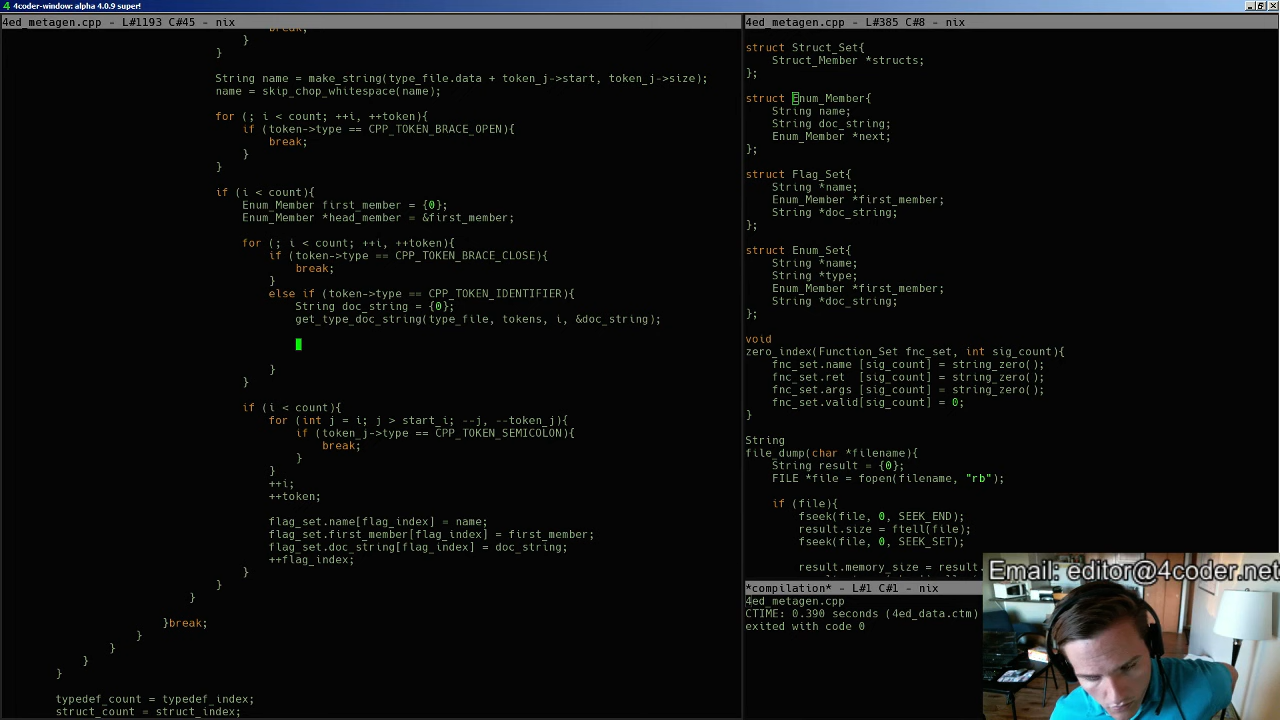 4coder-window: alpha 4.0.9 super!
4ed_metagen.cpp - L#1193 C#45 - nix
break;
}
}
String name = make_string(type_file.data + token_j->start, token_j->size);
name = skip_chop_whitespace(name);
for (; i < count; ++i, ++token){
if (token->type == CPP_TOKEN_BRACE_OPEN){
break;
}
}
if (i < count){
Enum_Member first_member = {0};
Enum_Member *head_member = &first_member;
for (; i < count; ++i, ++token){
if (token->type == CPP_TOKEN_BRACE_CLOSE){
break;
}
else if (token->type == CPP_TOKEN_IDENTIFIER){
String doc_string = {0};
get_type_doc_string(type_file, tokens, i, &doc_string);
}
}
if (i < count){
for (int j = i; j > start_i; --j, --token_j){
if (token_j->type == CPP_TOKEN_SEMICOLON){
break;
}
}
++i;
++token;
flag_set.name[flag_index] = name;
flag_set.first_member[flag_index] = first_member;
flag_set.doc_string[flag_index] = doc_string;
++flag_index;
}
}
}
}break;
}
}
}
}
typedef_count = typedef_index;
struct_count = struct_index;
4ed_metagen.cpp - L#385 C#8 - nix
struct Struct_Set{
Struct_Member *structs;
};
struct Enum_Member{
String name;
String doc_string;
Enum_Member *next;
};
struct Flag_Set{
String *name;
Enum_Member *first_member;
String *doc_string;
};
struct Enum_Set{
String *name;
String *type;
Enum_Member *first_member;
String *doc_string;
};
void
zero_index(Function_Set fnc_set, int sig_count){
fnc_set.name [sig_count] = string_zero();
fnc_set.ret  [sig_count] = string_zero();
fnc_set.args [sig_count] = string_zero();
fnc_set.valid[sig_count] = 0;
}
String
file_dump(char *filename){
String result = {0};
FILE *file = fopen(filename, "rb");
if (file){
fseek(file, 0, SEEK_END);
result.size = ftell(file);
fseek(file, 0, SEEK_SET);
result.memory_size = result.
*compilation* - L#1 C#1 - nix
4ed_metagen.cpp
CTIME: 0.390 seconds (4ed_data.ctm)
exited with code 0
Email: editor@4coder.net